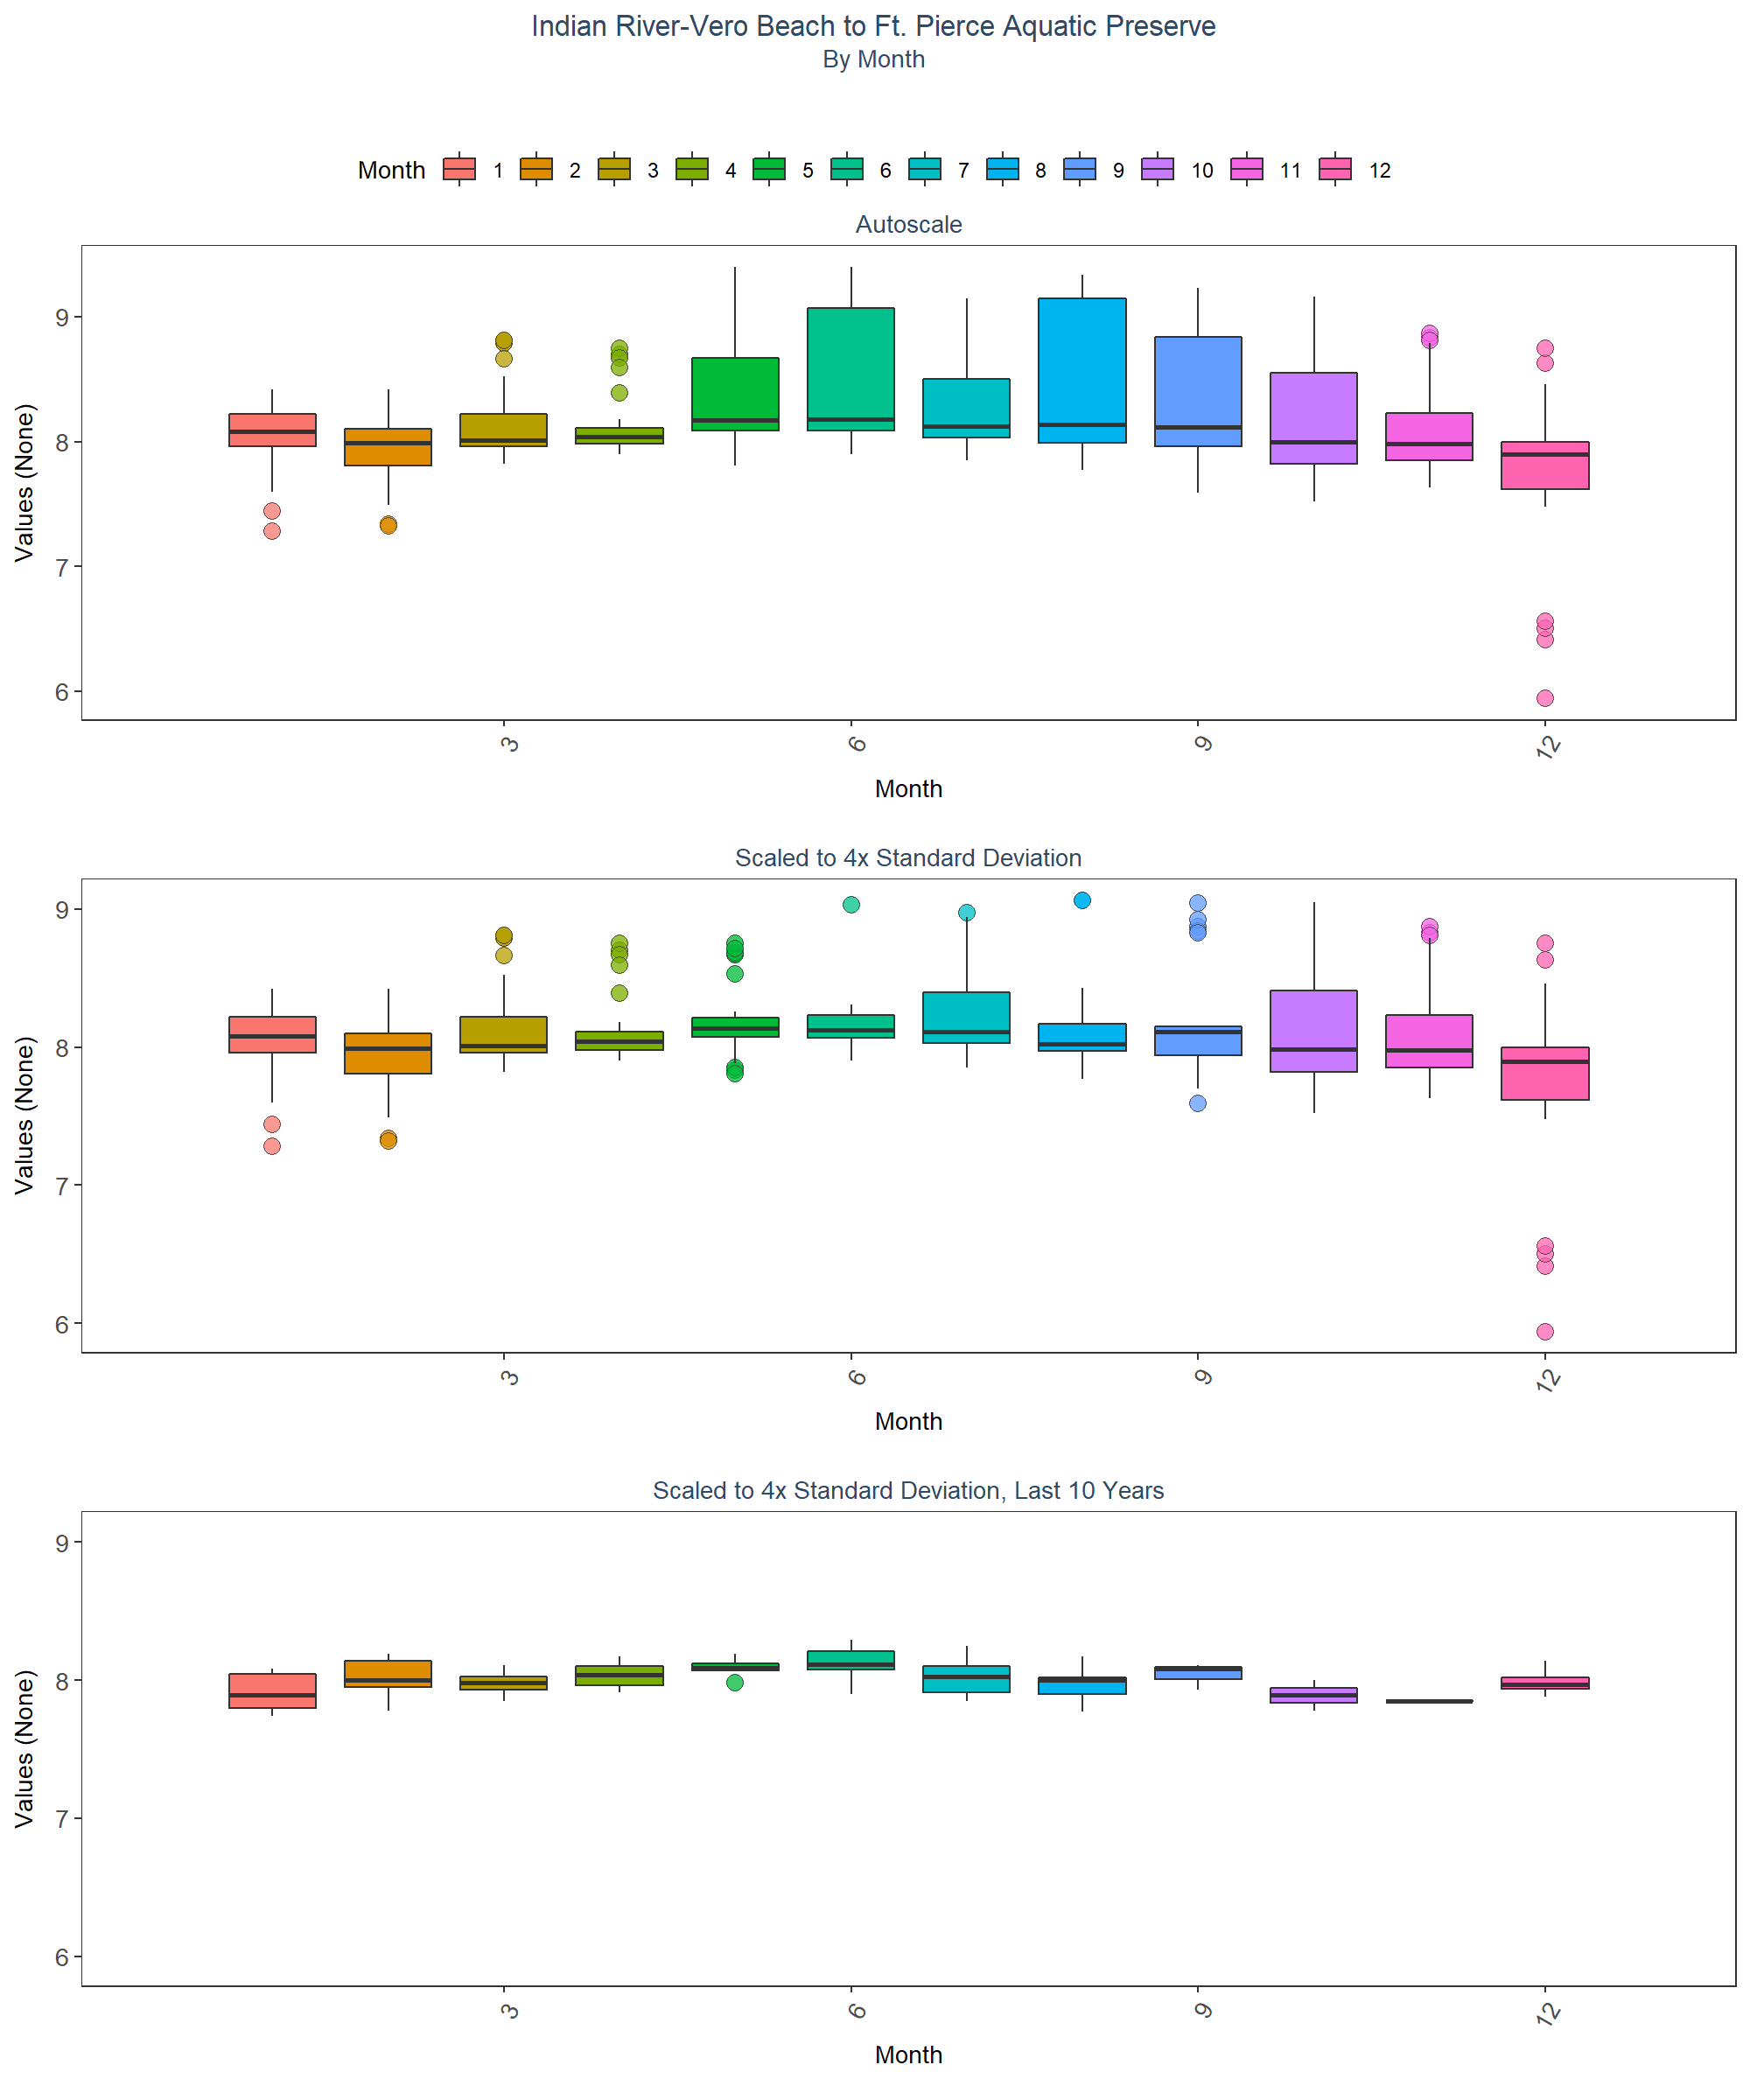 Indian River-Vero Beach to Ft. Pierce Aquatic Preserve
By Month
Month 1 2 3 4 5 6 7 8 9 10 11 12
Autoscale
Values (None)
9
8
7
6
3 6 9 12
Month
Scaled to 4x Standard Deviation
Values (None)
9
8
7
6
3 6 9 12
Month
Scaled to 4x Standard Deviation, Last 10 Years
Values (None)
9
8
7
6
3 6 9 12
Month